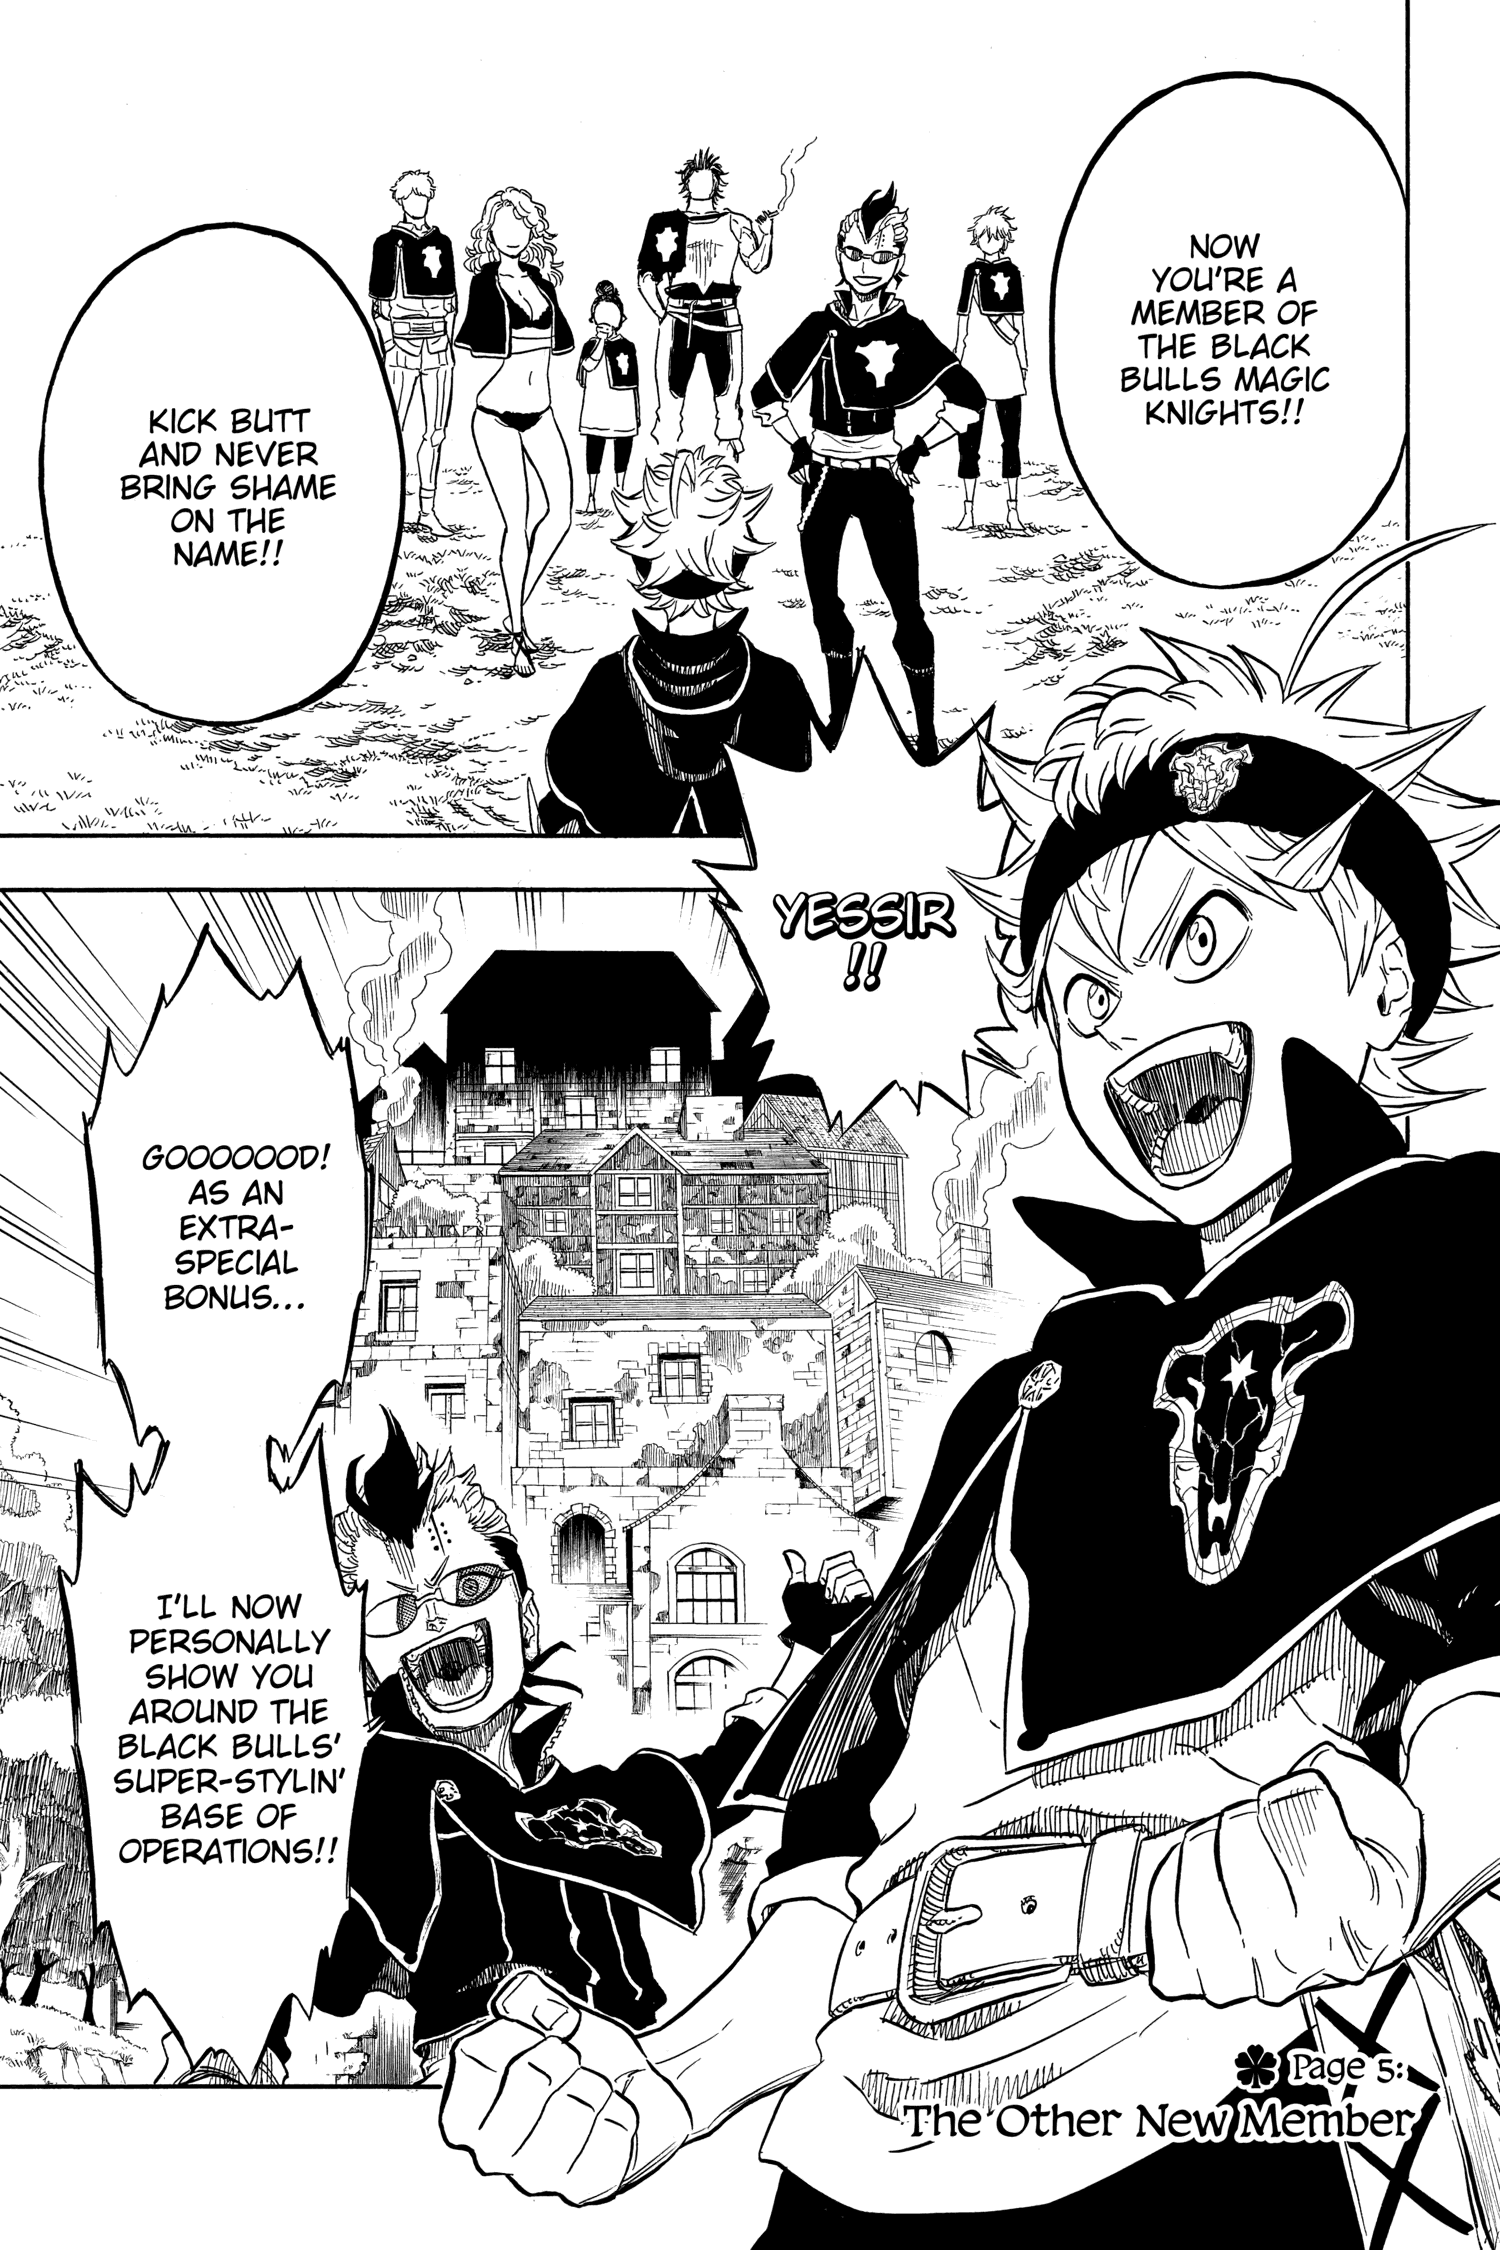 NOW
YOU'RE A
MEMBER OF
THE BLACK
BULLS MAGIC
KNIGHTS!!
KICK BUTT
AND NEVER
BRING SHAME
ON THE
NAME!!
YESSIR
!!
GOOOOOOD!
AS AN
EXTRA-
SPECIAL
BONUS...
I'LL NOW
PERSONALLY
SHOW YOU
AROUND THE
BLACK BULLS'
SUPER-STYLIN'
BASE OF
OPERATIONS!!
Page 5:
The Other New Member